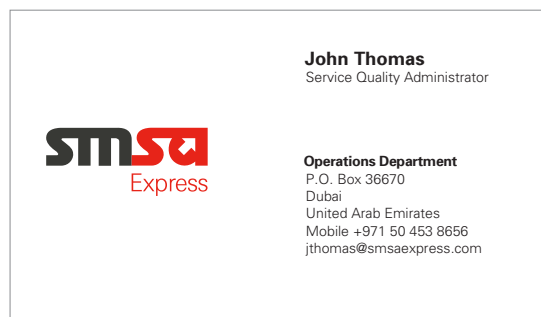 John Thomas
Service Quality Administrator
smsa
Express
Operations Department
P.O. Box 36670
Dubai
United Arab Emirates
Mobile +971 50 453 8656
jthomas@smsaexpress.com